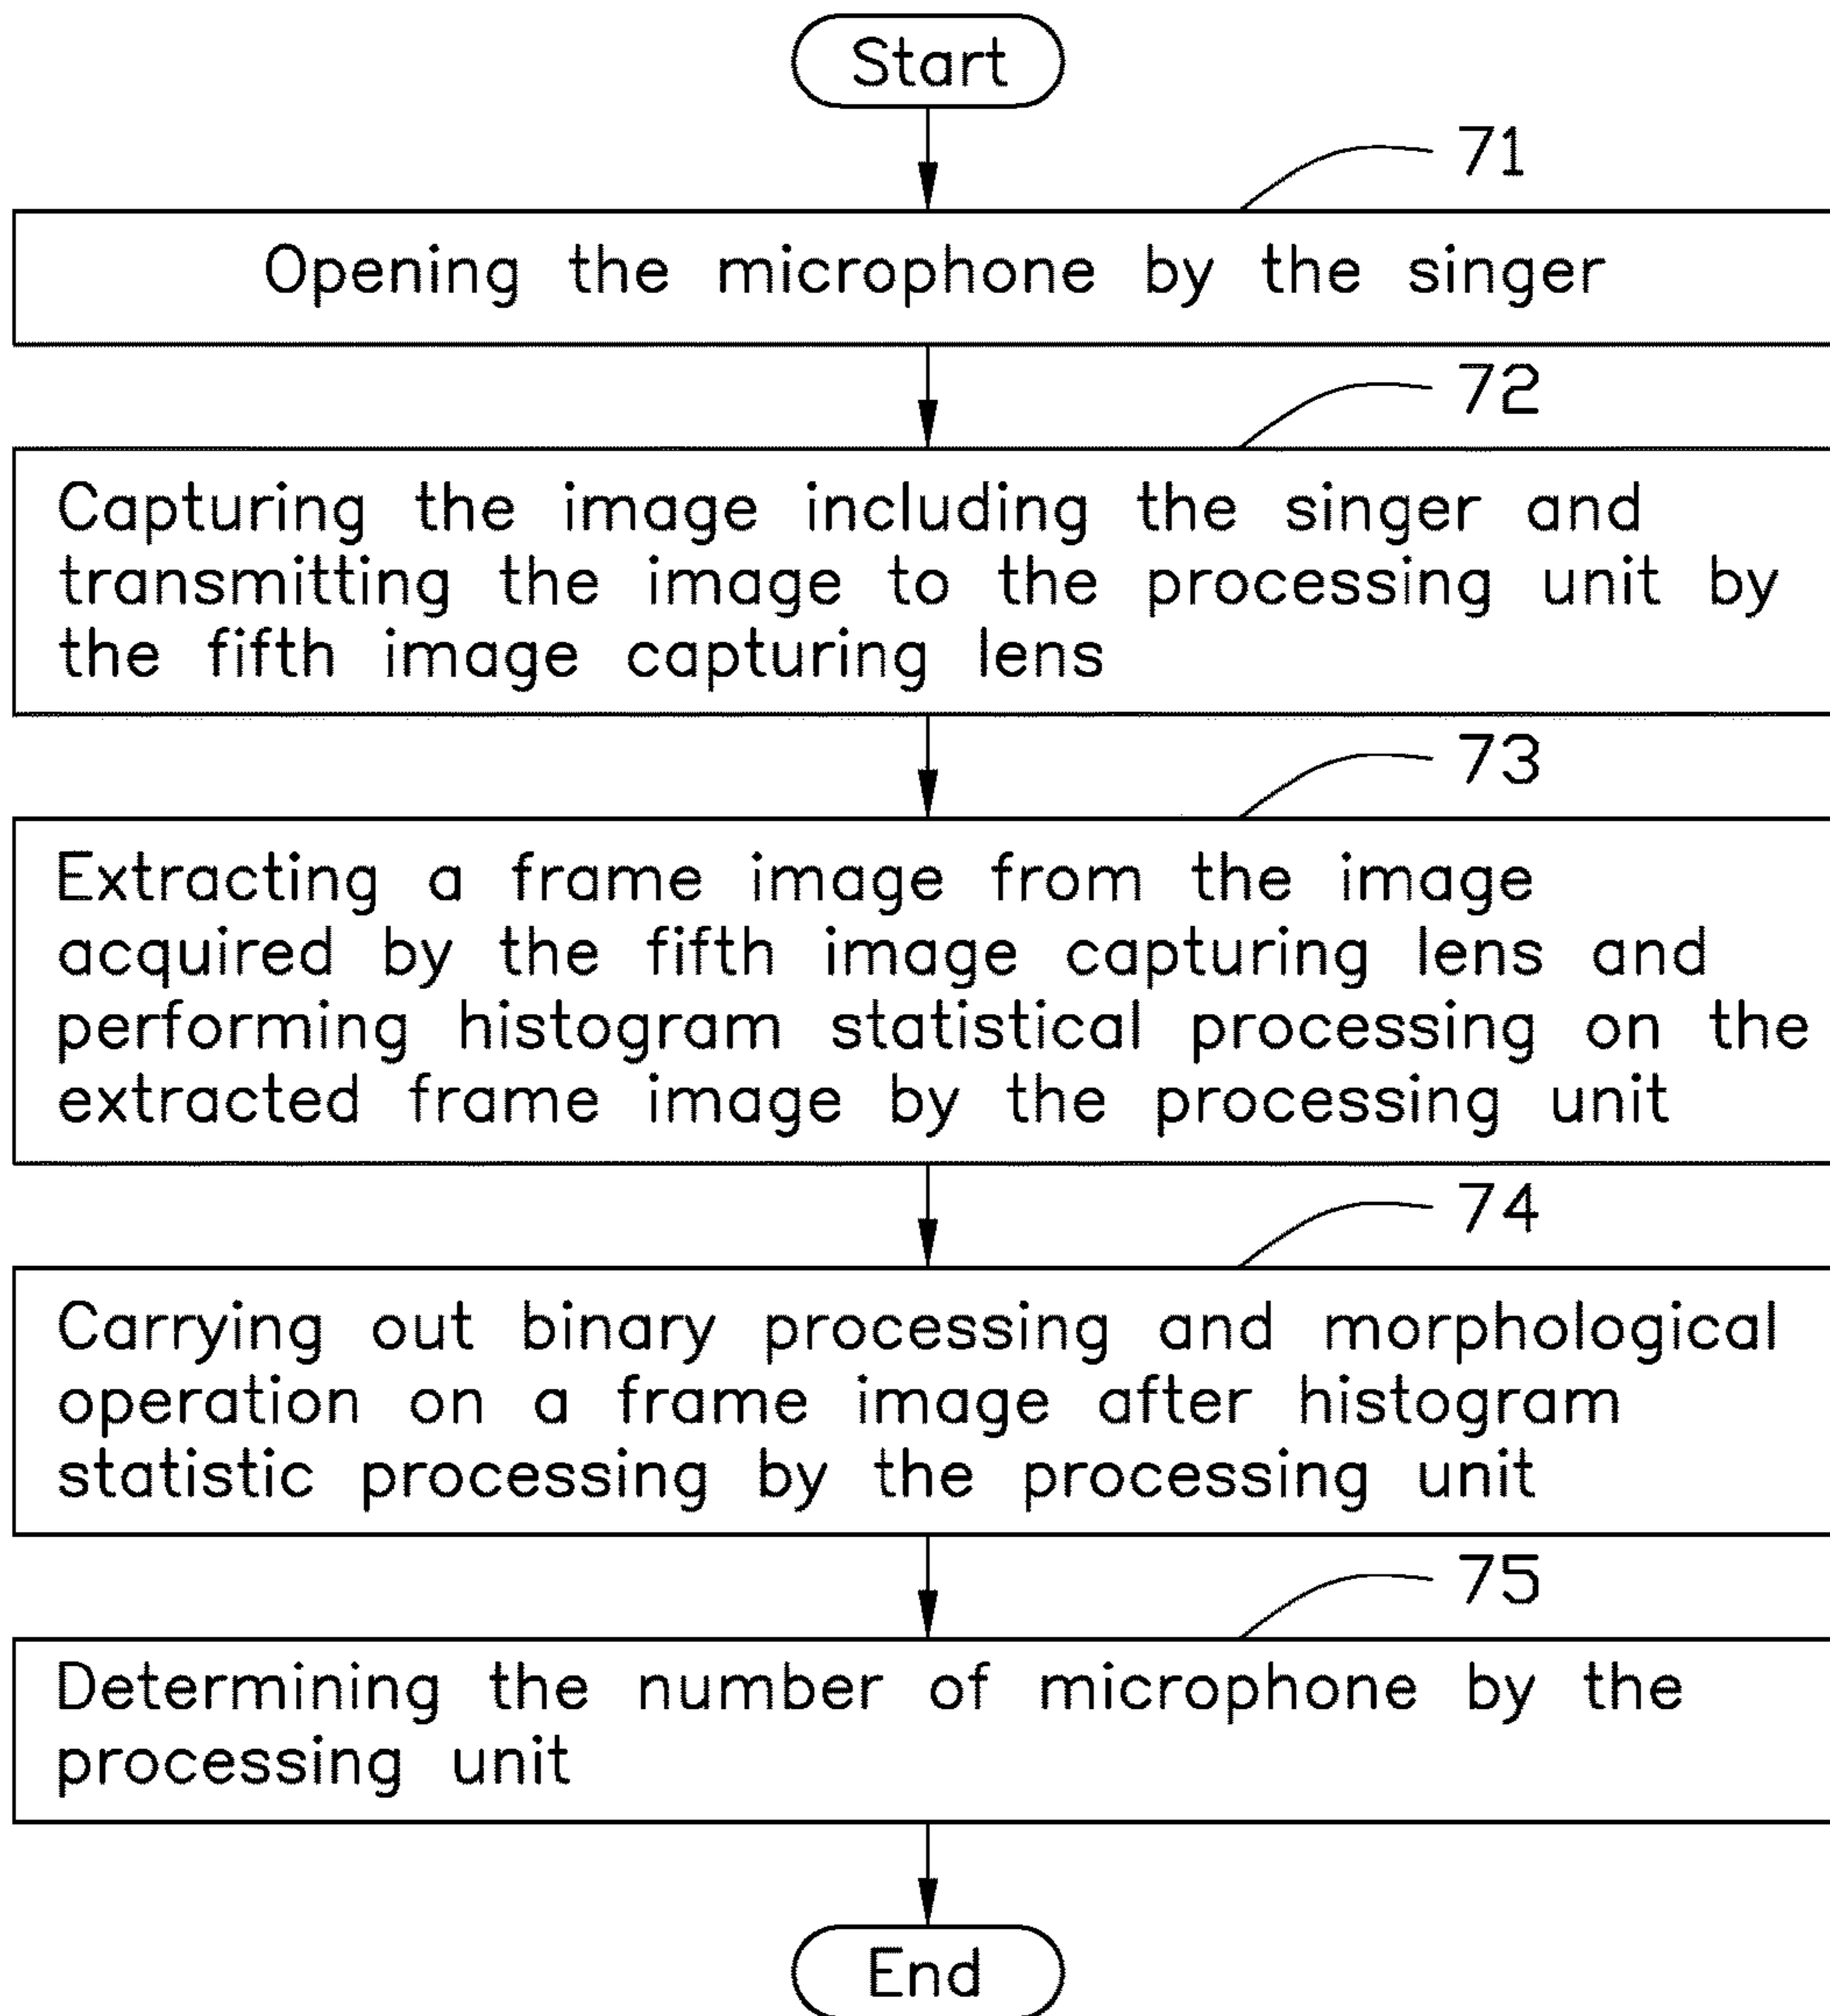 Start
71
Opening the microphone by the singer
72
Capturing the image including the singer and
transmitting the image to the processing unit by
the fifth image capturing lens
73
Extracting a frame image from the image
acquired by the fifth image capturing lens and
performing histogram statistical processing on the
extracted frame image by the processing unit
74
Carrying out binary processing and morphological
operation on a frame image after histogram
statistic processing by the processing unit
75
Determining the number of microphone by the
processing unit
End